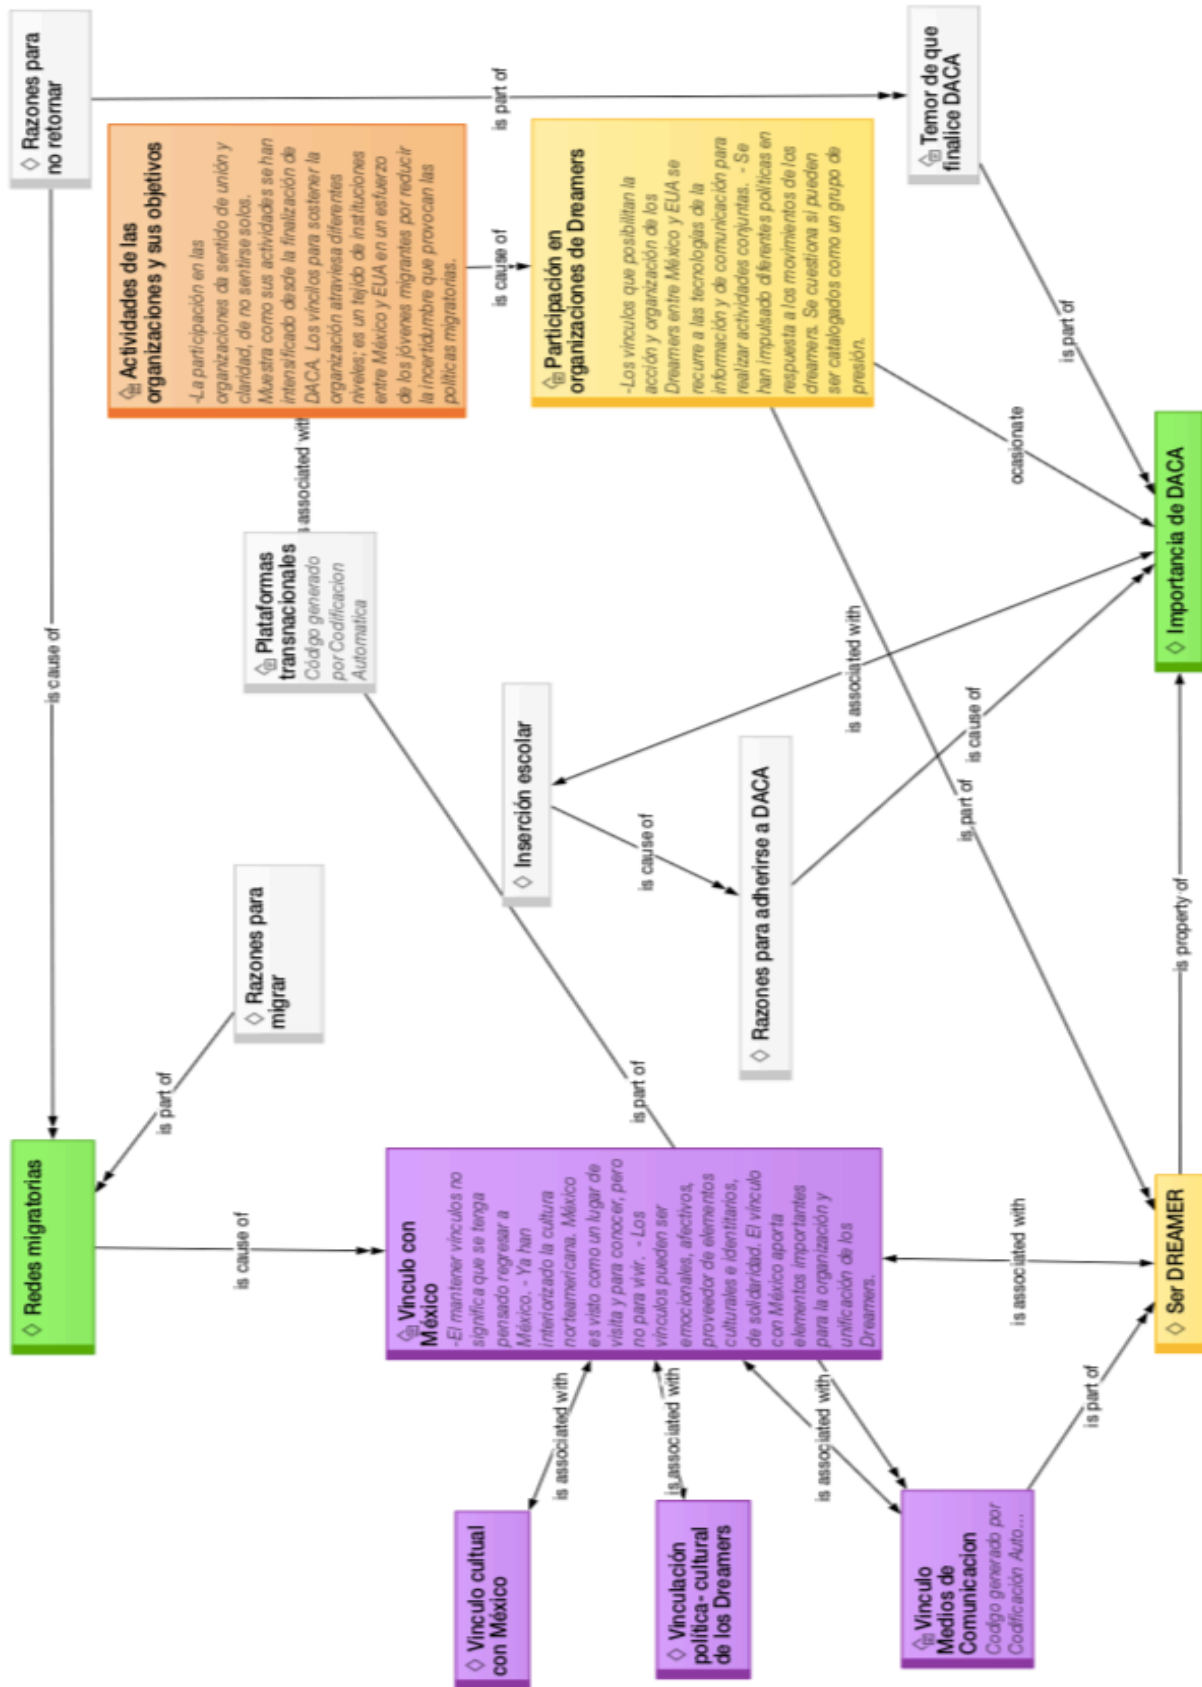 Redes migratorias
is cause of
Razones para
no retornar
is part of
Razones para
migrar
is cause of
Plataformas
transnacionales
Código generado
por Codificacion
Automatica
s associated with
Actividades de las
organizaciones y sus objetivos
-La participación en las
organizaciones da sentido de unión y
claridad, de no sentirse solos.
Muestra como sus actividades se han
intensificado desde la finalización de
DACA. Los víncilos para sostener la
organización atraviesa diferentes
niveles; es un tejido de instituciones
entre México y EUA en un esfuerzo
de los jóvenes migrantes por reducir
la incertidumbre que provocan las
políticas migratorias.
is part of
Vinculo cultual
con México
is associated with
Vinculo con
México
-El mantener vínculos no
significa que se tenga
pensado regresar a
México. - Ya han
interiorizado la cultura
norteamericana. México
es visto como un lugar de
visita y para conocer, pero
no para vivir. - Los
vínculos pueden ser
emocionales, afectivos,
proveedor de elementos
culturales e identitarios,
de solidaridad. El vínculo
con México aporta
elementos importantes
para la organización y
unificación de los
Dreamers.
is cause of
Inserción escolar
Participación en
organizaciones de Dreamers
-Los vinculos que posibilitan la
acción y organización de los
Dreamers entre México y EUA se
recurre a las tecnologías de la
información y de comunicación para
realizar actividades conjuntas. - Se
han impulsado diferentes políticas en
respuesta a los movimientos de los
dreamers. Se cuestiona si pueden
ser catalogados como un grupo de
presión.
Vinculación
política- cultural
de los Dreamers
is associated with
is part of
is cause of
Razones para adherirse a DACA
is associated with
is associated with
Vinculo
Medios de
Comunicacion
Codigo generado por
Codificación Auto...
Temor de que
finalice DACA
is part of
is cause of
ocasionate
is part of
is associated with
is part of
Ser DREAMER
is property of
Importancia de DACA